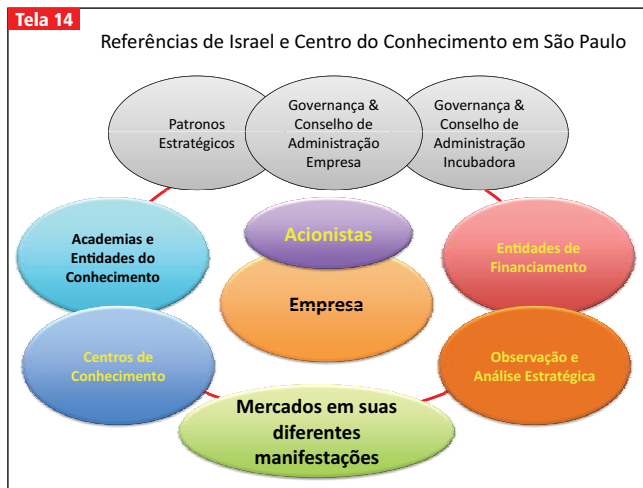 Tela 14
Referências de Israel e Centro do Conhecimento em São Paulo
Patronos
Estratégicos
Governança &
Conselho de
Administração
Empresa
Governança &
Conselho de
Administração
Incubadora
Academias e
Entidades do
Conhecimento
Acionistas
Empresa
Entidades de
Financiamento
Centros de
Conhecimento
Observação e
Análise Estratégica
Mercados em suas
diferentes
manifestações